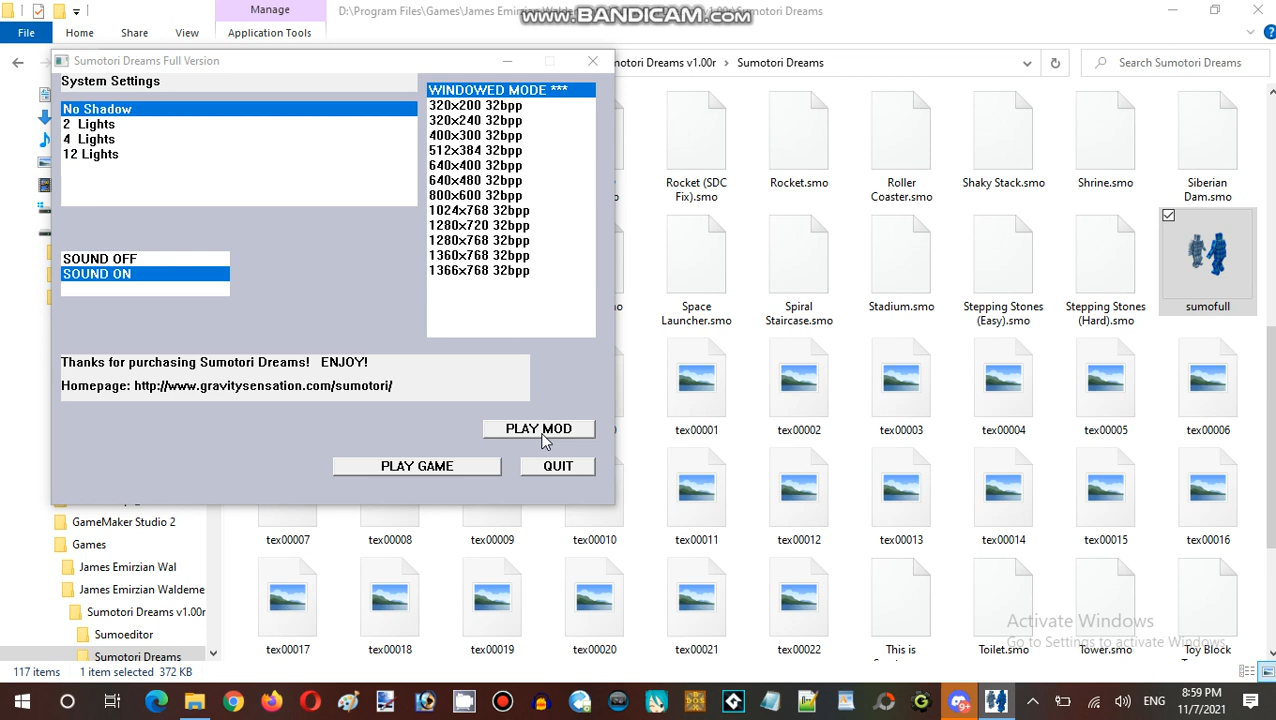 Manage
D:\Program Files\Games\James Emirzian Waldeme
www.BANDICAM.com
Sumotori Dreams
File
Home
Share
View
Application Tools
Sumotori Dreams Full Version
umotori Dreams v1.00r > Sumotori Dreams
Search Sumotori Dreams
System Settings
No Shadow
2 Lights
4 Lights
12 Lights
SOUND OFF
SOUND ON
WINDOWED MODE ***
320x200 32bpp
320x240 32bpp
400x300 32bpp
512x384 32bpp
640x400 32bpp
640x480 32bpp
800x600 32bpp
1024x768 32bpp
1280x720 32bpp
1280x768 32bpp
1360x768 32bpp
1366x768 32bpp
Thanks for purchasing Sumotori Dreams! ENJOY!
Homepage: http://www.gravitysensation.com/sumotori/
PLAY MOD
PLAY GAME
QUIT
Rocket (SDC Fix).smo
Rocket.smo
Roller Coaster.smo
Shaky Stack.smo
Shrine.smo
Siberian Dam.smo
Space Launcher.smo
Spiral Staircase.smo
Stadium.smo
Stepping Stones (Easy).smo
Stepping Stones (Hard).smo
sumofull
tex00001
tex00002
tex00003
tex00004
tex00005
tex00006
tex00007
tex00008
tex00009
tex00010
tex00011
tex00012
tex00013
tex00014
tex00015
tex00016
tex00017
tex00018
tex00019
tex00020
tex00021
tex00022
This is
Toilet.smo
Tower.smo
Toy Block
GameMaker Studio 2
Games
James Emirzian Wal
James Emirzian Waldeme
Sumotori Dreams v1.00r
Sumoeditor
Sumotori Dreams
Activate Windows
Go to Settings to activate Windows.
117 items
1 item selected 372 KB
9+
ENG
8:59 PM
11/7/2021